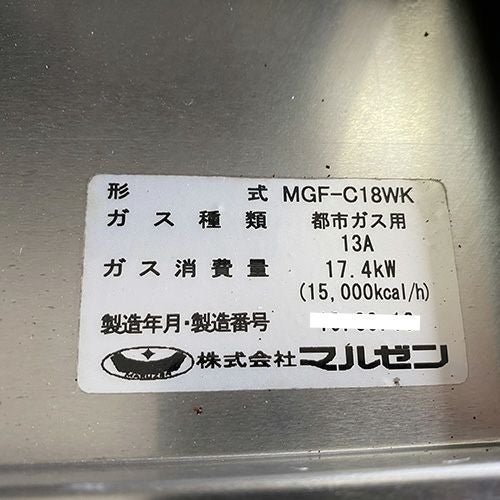 形式 MGF-C18WK
ガス種類 都市ガス用
13A
ガス消費量 17.4kW
(15,000kcal/h)
製造年月・製造番号
MARUZEN 株式会社マルゼン